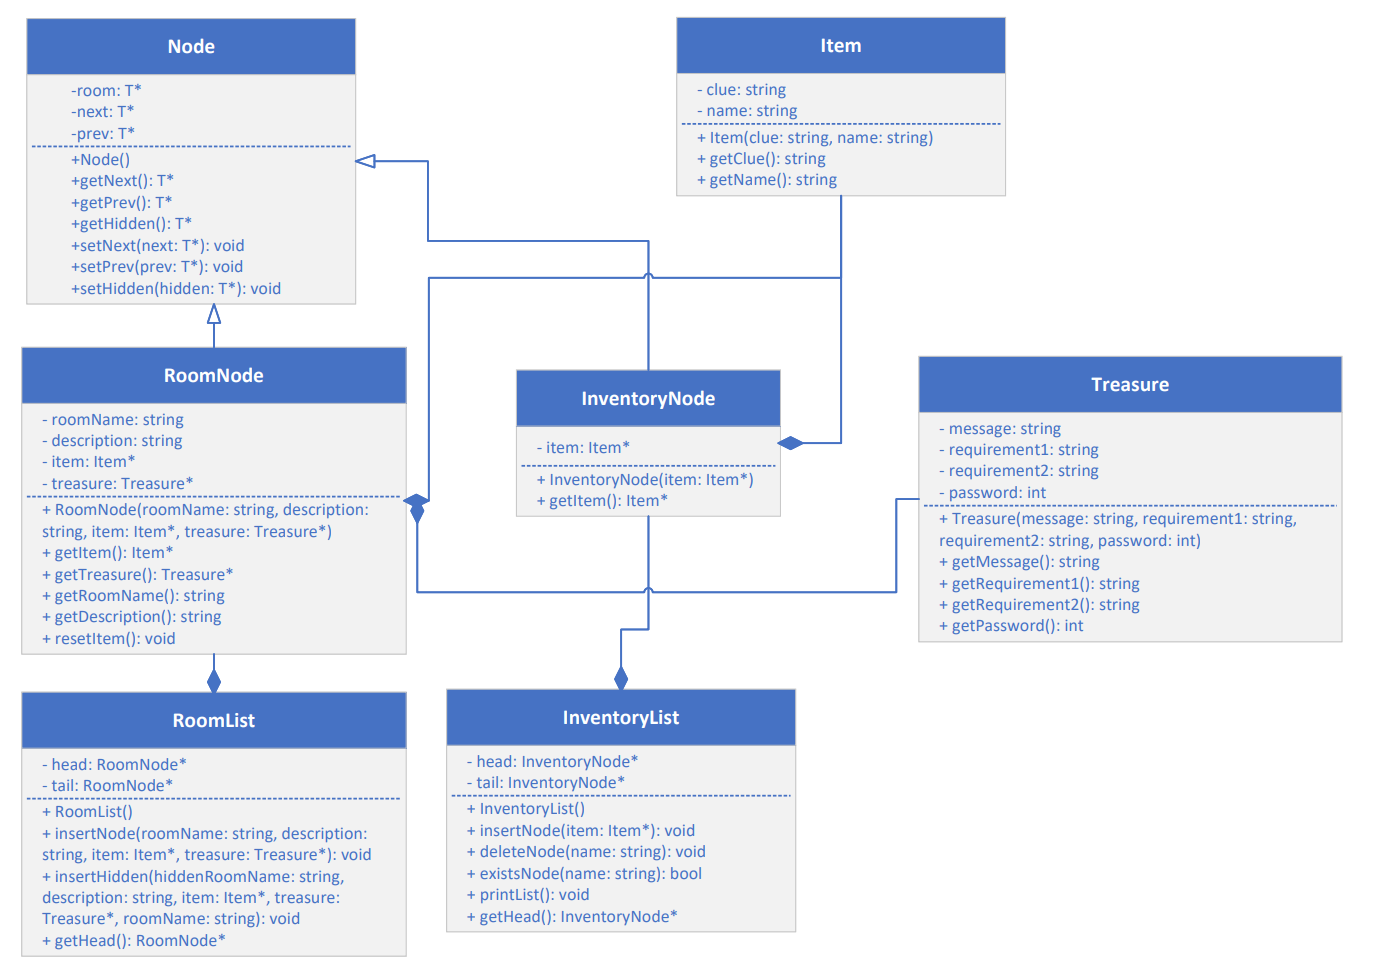 Node
-room: T*
-next: T*
-prev: T*
+Node()
+getNext(): T*
+getPrev(): T*
+getHidden(): T*
+setNext(next: T*): void
+setPrev(prev: T*): void
+setHidden(hidden: T*): void
Item
- clue: string
- name: string
+ Item(clue: string, name: string)
+ getClue(): string
+ getName(): string
RoomNode
- roomName: string
- description: string
- item: Item*
- treasure: Treasure*
+ RoomNode(roomName: string, description:
string, item: Item*, treasure: Treasure*)
+ getItem(): Item*
+ getTreasure(): Treasure*
+ getRoomName(): string
+ getDescription(): string
+ resetItem(): void
InventoryNode
- item: Item*
+ InventoryNode(item: Item*)
+ getItem(): Item*
Treasure
- message: string
- requirement1: string
- requirement2: string
- password: int
+ Treasure(message: string, requirement1: string,
requirement2: string, password: int)
+ getMessage(): string
+ getRequirement1(): string
+ getRequirement2(): string
+ getPassword(): int
RoomList
- head: RoomNode*
- tail: RoomNode*
+ RoomList()
+ insertNode(roomName: string, description:
string, item: Item*, treasure: Treasure*): void
+ insertHidden(hiddenRoomName: string,
description: string, item: Item*, treasure:
Treasure*, roomName: string): void
+ getHead(): RoomNode*
InventoryList
- head: InventoryNode*
- tail: InventoryNode*
+ InventoryList()
+ insertNode(item: Item*): void
+ deleteNode(name: string): void
+ existsNode(name: string): bool
+ printList(): void
+ getHead(): InventoryNode*